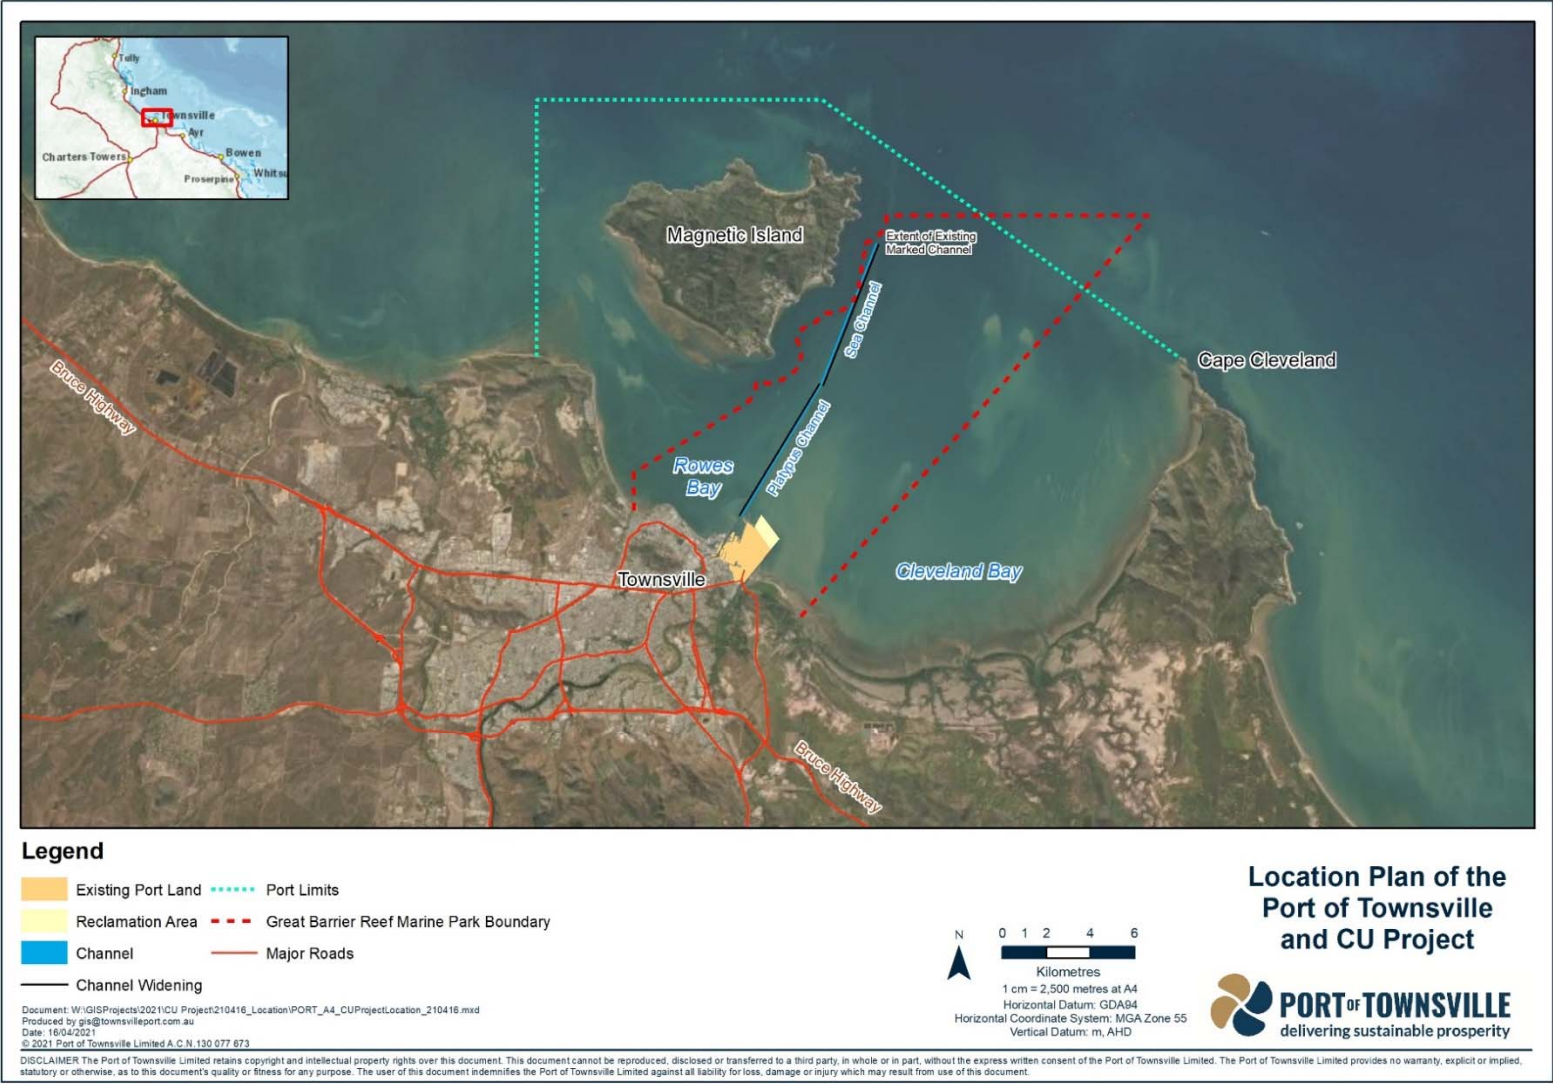 Tully
Ingham
Townsville
Ayr
Charters Towers
Bowen
Proserpine
Whitsu
Magnetic Island
Extent of Existing
Marked Channel
Sea Channel
Cape Cleveland
Bruce Highway
Platypus Channel
Rowes
Bay
Cleveland Bay
Townsville
Bruce Highway
Legend
Existing Port Land
Port Limits
Reclamation Area
Great Barrier Reef Marine Park Boundary
Channel
Major Roads
Channel Widening
Document: W:\GISProjects\2021\CU Project\210416_Location\PORT_A4_CUProjectLocation_210416.mxd
Produced by gis@townsvilleport.com.au
Date: 16/04/2021
© 2021 Port of Townsville Limited A.C.N.130 077 673
N
0 1 2 4 6
Kilometres
1 cm = 2,500 metres at A4
Horizontal Datum: GDA94
Horizontal Coordinate System: MGA Zone 55
Vertical Datum: m, AHD
Location Plan of the
Port of Townsville
and CU Project
PORT OF TOWNSVILLE
delivering sustainable prosperity
DISCLAIMER The Port of Townsville Limited retains copyright and intellectual property rights over this document. This document cannot be reproduced, disclosed or transferred to a third party, in whole or in part, without the express written consent of the Port of Townsville Limited. The Port of Townsville Limited provides no warranty, explicit or implied,
statutory or otherwise, as to this document's quality or fitness for any purpose. The user of this document indemnifies the Port of Townsville Limited against all liability for loss, damage or injury which may result from use of this document.